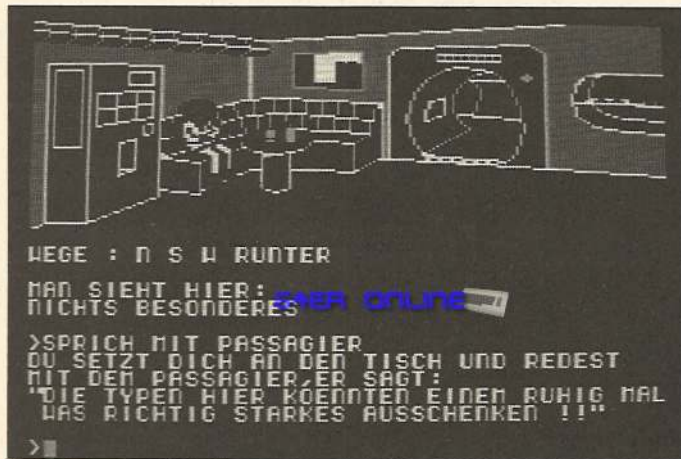 WEGE : N S W RUNTER
MAN SIEHT HIER:
NICHTS BESONDERES
64ER ONLINE
>SPRICH MIT PASSAGIER
DU SETZT DICH AN DEN TISCH UND REDEST
MIT DEM PASSAGIER,ER SAGT:
"DIE TYPEN HIER KOENNTEN EINEM RUHIG MAL
WAS RICHTIG STARKES AUSSCHENKEN !!"
>